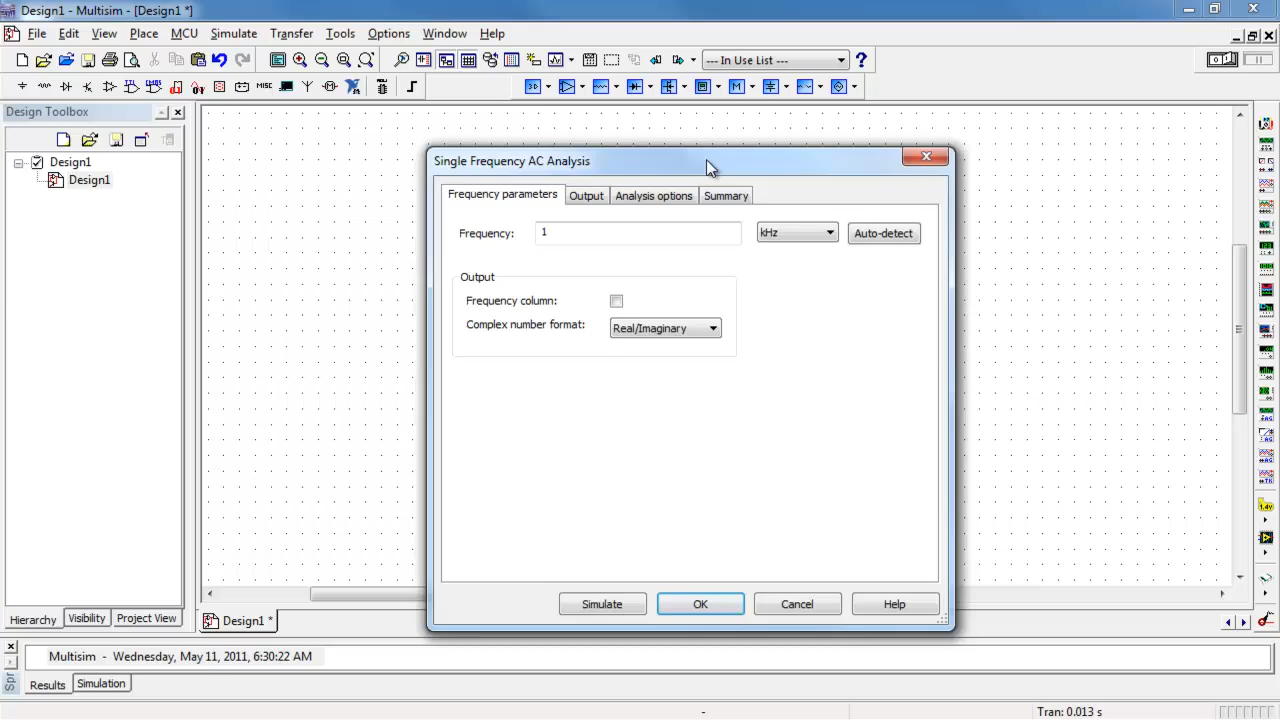 Design1 - Multisim - [Design1 *]
File Edit View Place MCU Simulate Transfer Tools Options Window Help
--- In Use List ---
Design Toolbox
Design1
Design1
Single Frequency AC Analysis
Frequency parameters Output Analysis options Summary
Frequency: 1 kHz Auto-detect
Output
Frequency column:
Complex number format: Real/Imaginary
Simulate OK Cancel Help
Hierarchy Visibility Project View
Design1 *
Multisim - Wednesday, May 11, 2011, 6:30:22 AM
Spr
Results Simulation
- Tran: 0.013 s